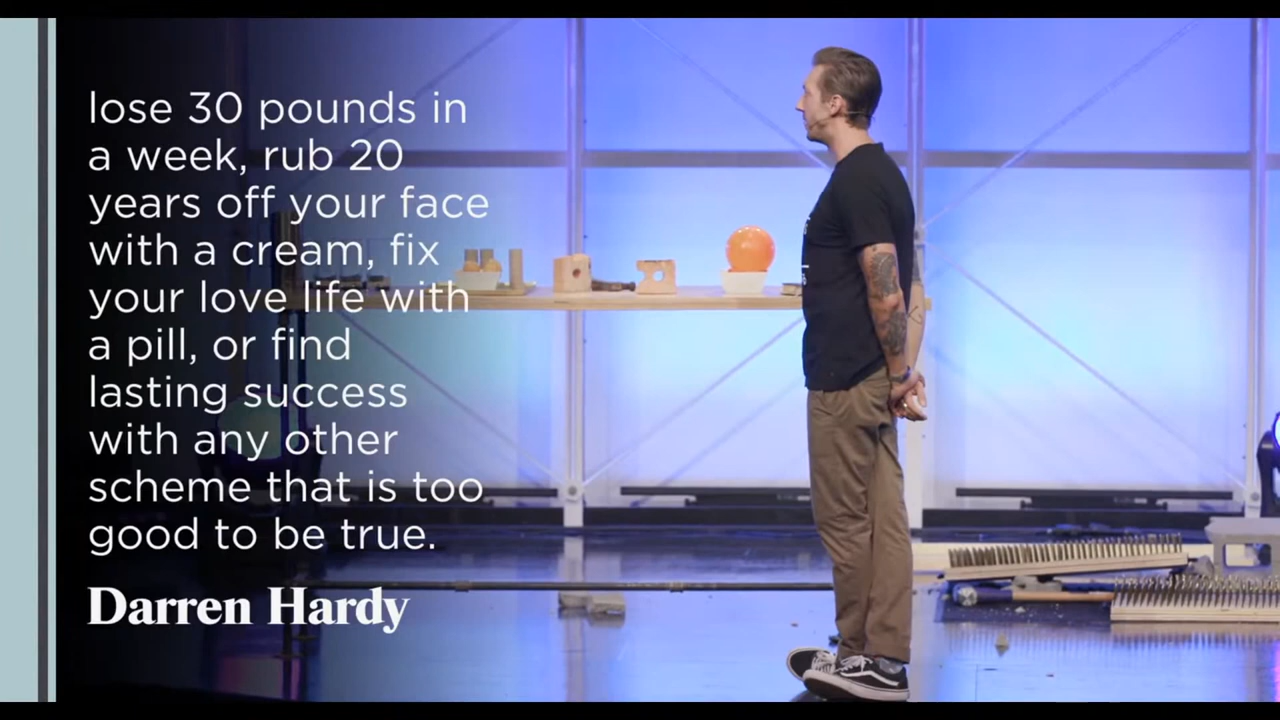 lose 30 pounds in
a week, rub 20
years off your face
with a cream, fix
your love life with
a pill, or find
lasting success
with any other
scheme that is too
good to be true.
Darren Hardy